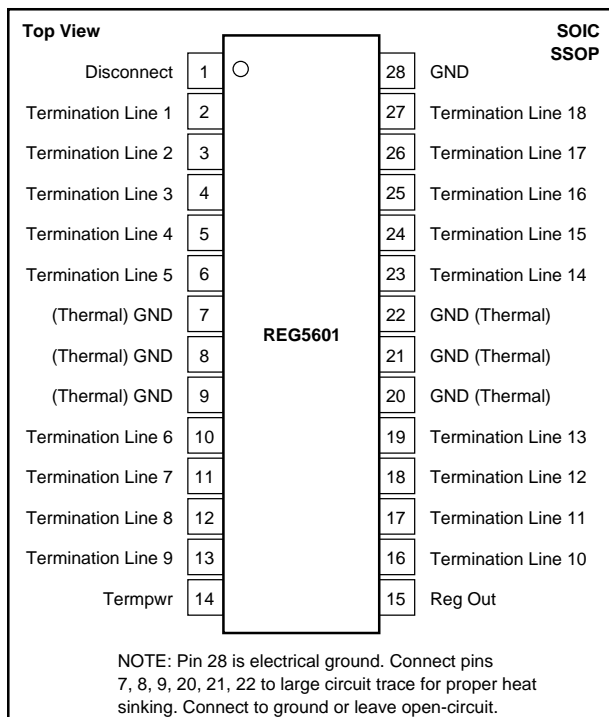 Top View SOIC
SSOP
Disconnect 1 28 GND
Termination Line 1 2 27 Termination Line 18
Termination Line 2 3 26 Termination Line 17
Termination Line 3 4 25 Termination Line 16
Termination Line 4 5 24 Termination Line 15
Termination Line 5 6 23 Termination Line 14
(Thermal) GND 7 22 GND (Thermal)
REG5601
(Thermal) GND 8 21 GND (Thermal)
(Thermal) GND 9 20 GND (Thermal)
Termination Line 6 10 19 Termination Line 13
Termination Line 7 11 18 Termination Line 12
Termination Line 8 12 17 Termination Line 11
Termination Line 9 13 16 Termination Line 10
Termpwr 14 15 Reg Out
NOTE: Pin 28 is electrical ground. Connect pins
7, 8, 9, 20, 21, 22 to large circuit trace for proper heat
sinking. Connect to ground or leave open-circuit.